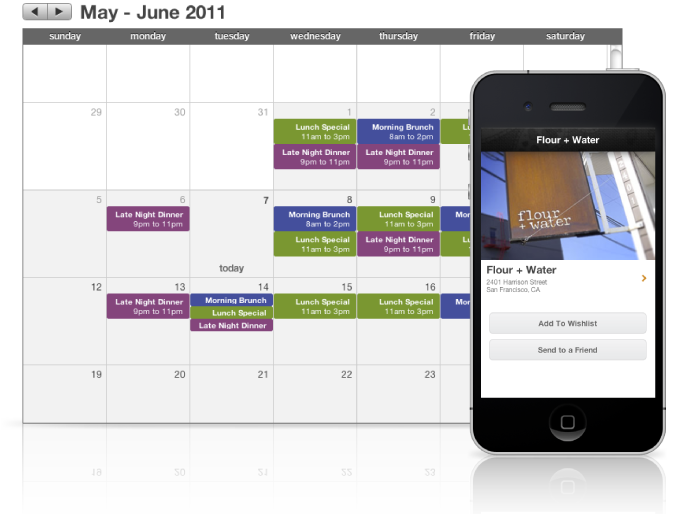 May - June 2011
sunday monday tuesday wednesday thursday friday saturday
29 30 31 1 2
Lunch Special
11am to 3pm
Late Night Dinner
9pm to 11pm
Morning Brunch
8am to 2pm
Late Night Dinner
9pm to 11pm
5 6 7 8 9
Late Night Dinner
9pm to 11pm
today
Morning Brunch
8am to 2pm
Lunch Special
11am to 3pm
Lunch Special
11am to 3pm
Late Night Dinner
9pm to 11pm
12 13 14 15 16
Late Night Dinner
9pm to 11pm
Morning Brunch
Lunch Special
Late Night Dinner
Lunch Special
11am to 3pm
Lunch Special
11am to 3pm
19 20 21 22 23
Flour + Water
flour
+ water
Flour + Water
2401 Harrison Street
San Francisco, CA
Add To Wishlist
Send to a Friend